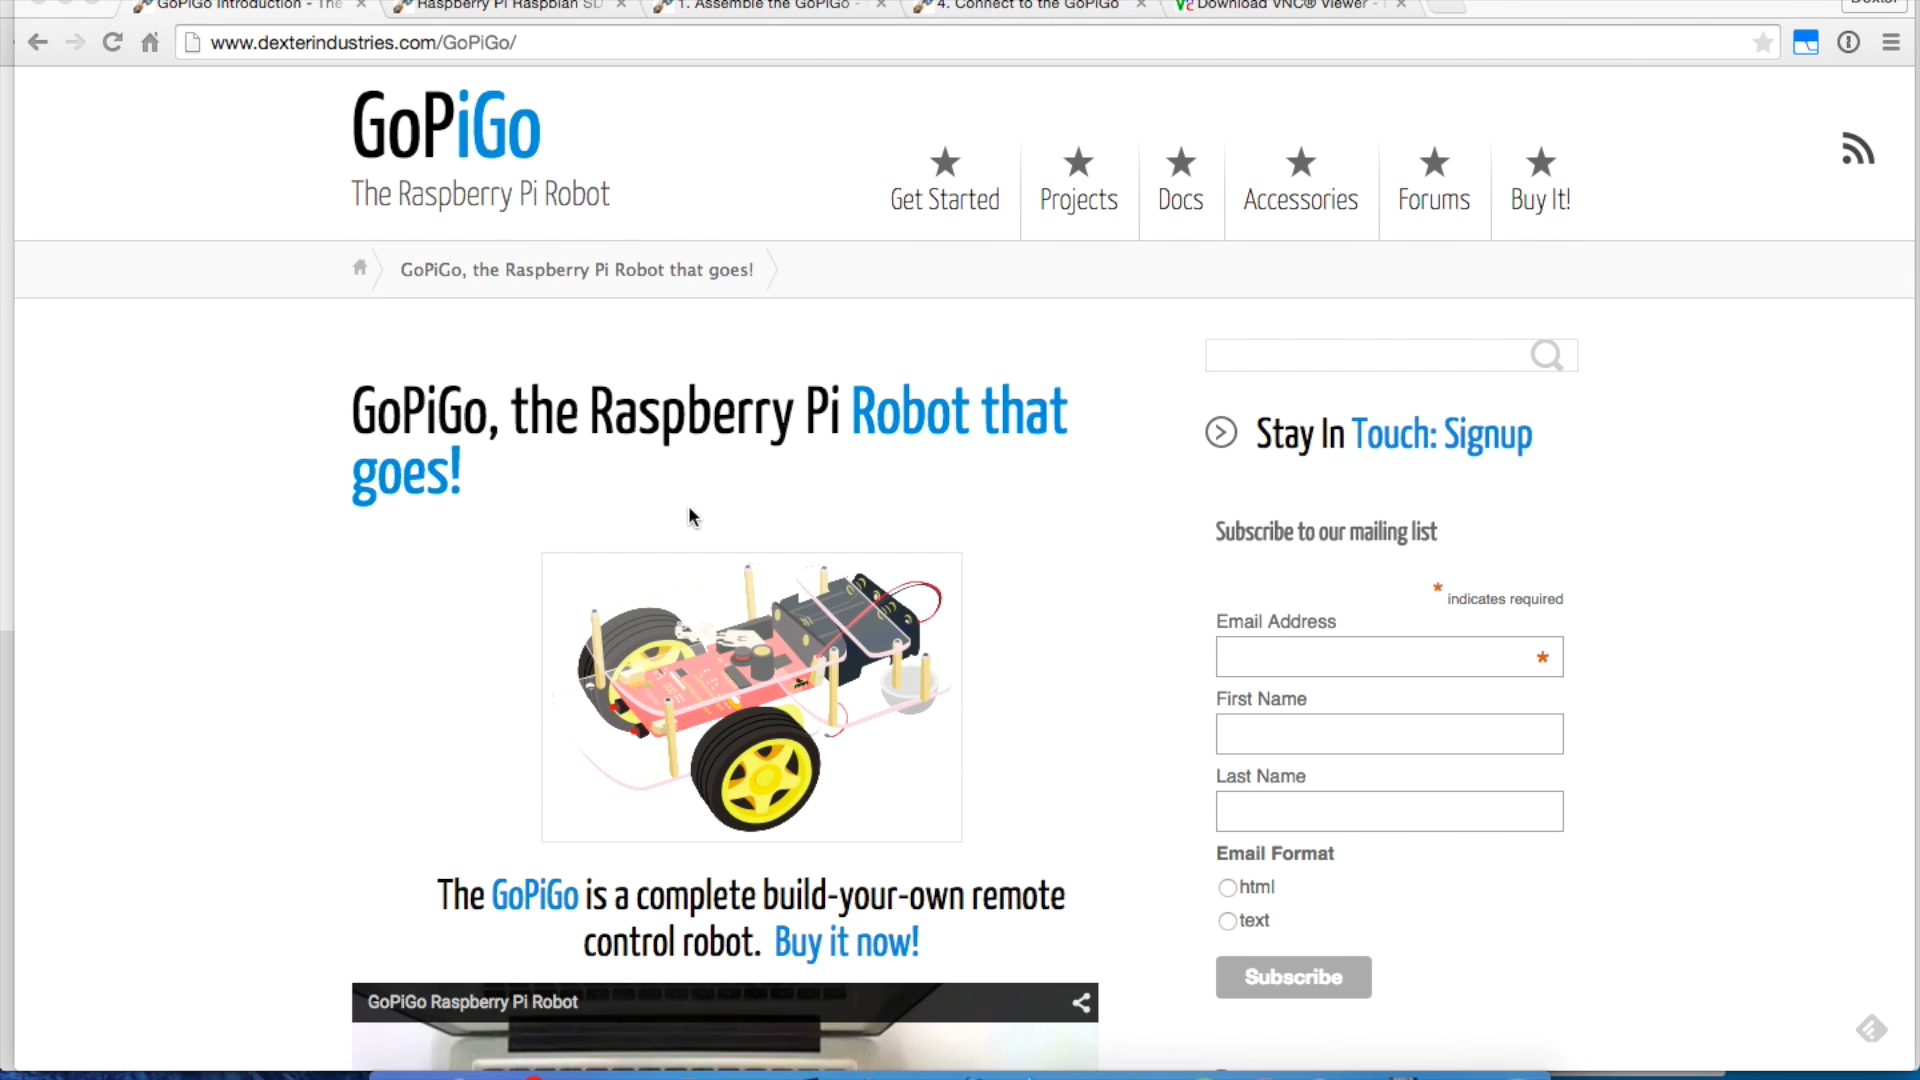 GoPiGo Introduction - The
Raspberry Pi Raspbian SD
1. Assemble the GoPiGo -
4. Connect to the GoPiGo
Download VNC® Viewer -
Dexter
www.dexterindustries.com/GoPiGo/
GoPiGo
The Raspberry Pi Robot
Get Started
Projects
Docs
Accessories
Forums
Buy It!
GoPiGo, the Raspberry Pi Robot that goes!
GoPiGo, the Raspberry Pi Robot that
goes!
The GoPiGo is a complete build-your-own remote
control robot. Buy it now!
GoPiGo Raspberry Pi Robot
Stay In Touch: Signup
Subscribe to our mailing list
* indicates required
Email Address
*
First Name
Last Name
Email Format
html
text
Subscribe